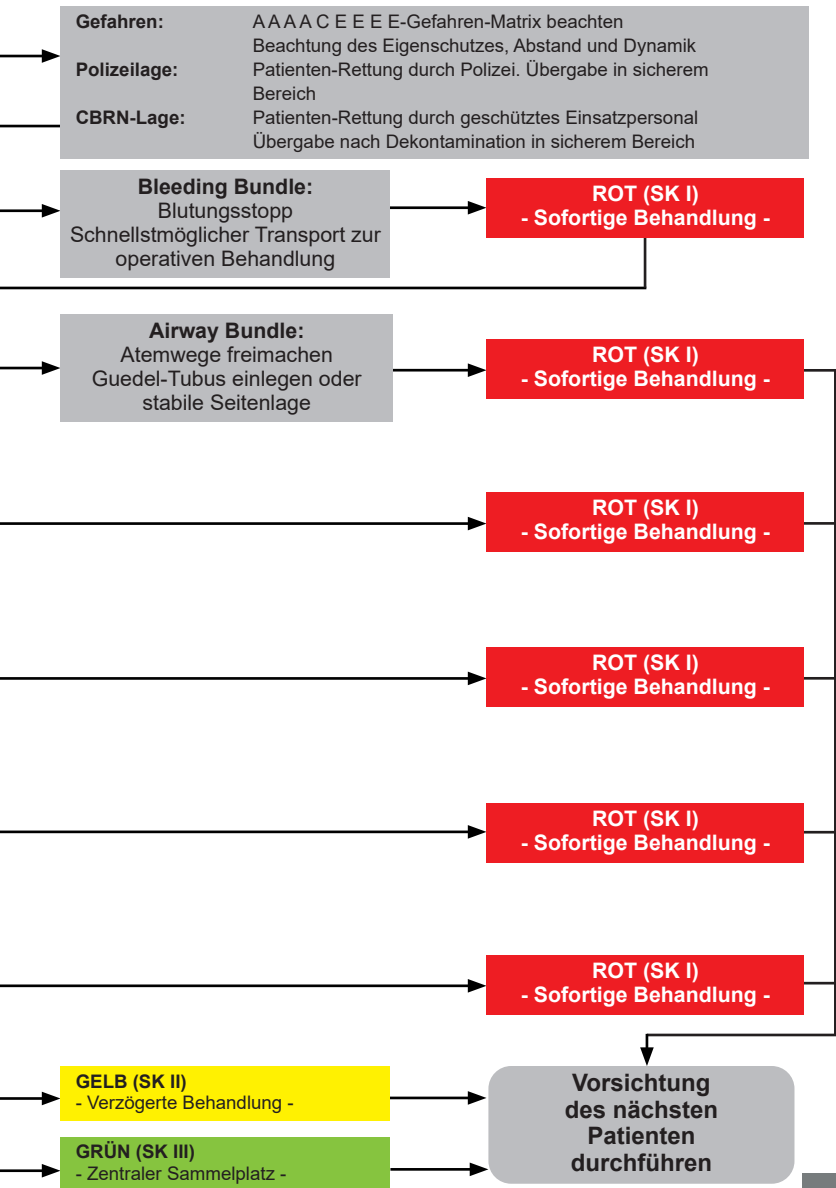 Gefahren: A A A A C E E E E-Gefahren-Matrix beachten
Beachtung des Eigenschutzes, Abstand und Dynamik
Polizeilage: Patienten-Rettung durch Polizei. Übergabe in sicherem
Bereich
CBRN-Lage: Patienten-Rettung durch geschütztes Einsatzpersonal
Übergabe nach Dekontamination in sicherem Bereich
Bleeding Bundle:
Blutungsstopp
Schnellstmöglicher Transport zur
operativen Behandlung
ROT (SK I)
- Sofortige Behandlung -
Airway Bundle:
Atemwege freimachen
Guedel-Tubus einlegen oder
stabile Seitenlage
ROT (SK I)
- Sofortige Behandlung -
ROT (SK I)
- Sofortige Behandlung -
ROT (SK I)
- Sofortige Behandlung -
ROT (SK I)
- Sofortige Behandlung -
ROT (SK I)
- Sofortige Behandlung -
GELB (SK II)
- Verzögerte Behandlung -
GRÜN (SK III)
- Zentraler Sammelplatz -
Vorsichtung
des nächsten
Patienten
durchführen